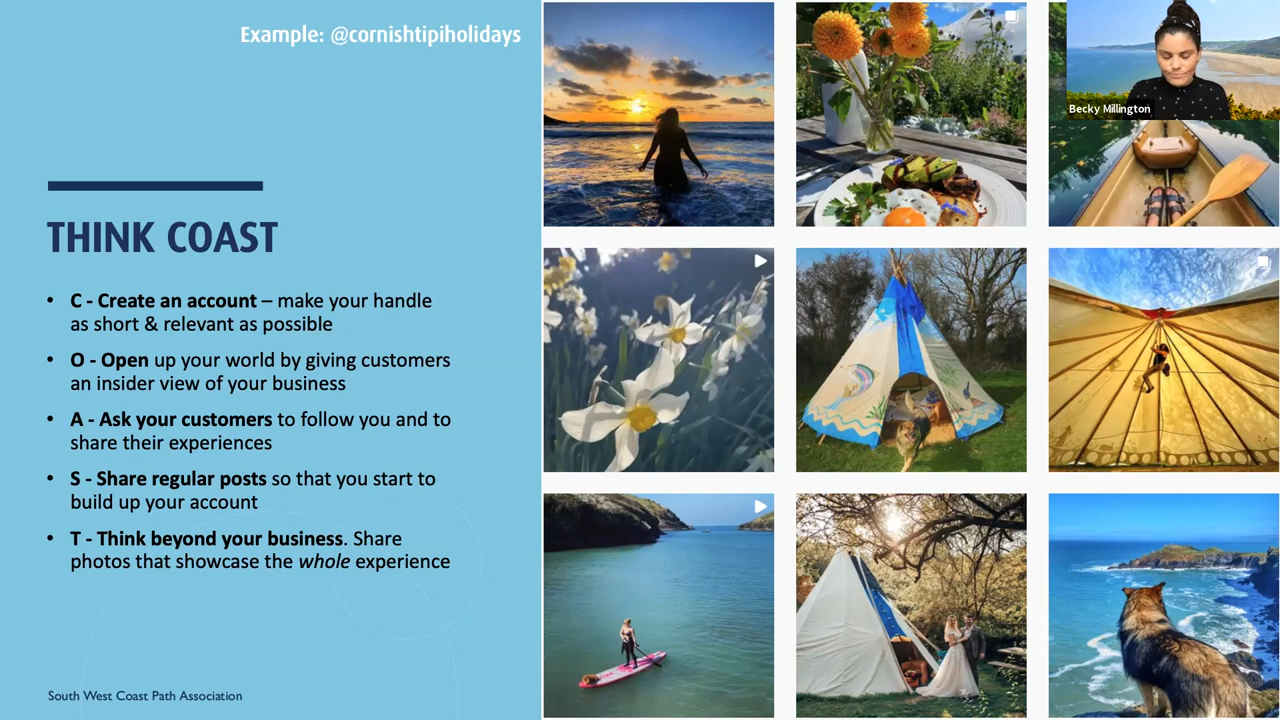 Example: @cornishtipiholidays
Becky Millington
THINK COAST
• C - Create an account – make your handle
as short & relevant as possible
• O - Open up your world by giving customers
an insider view of your business
• A - Ask your customers to follow you and to
share their experiences
• S - Share regular posts so that you start to
build up your account
• T - Think beyond your business. Share
photos that showcase the whole experience
South West Coast Path Association